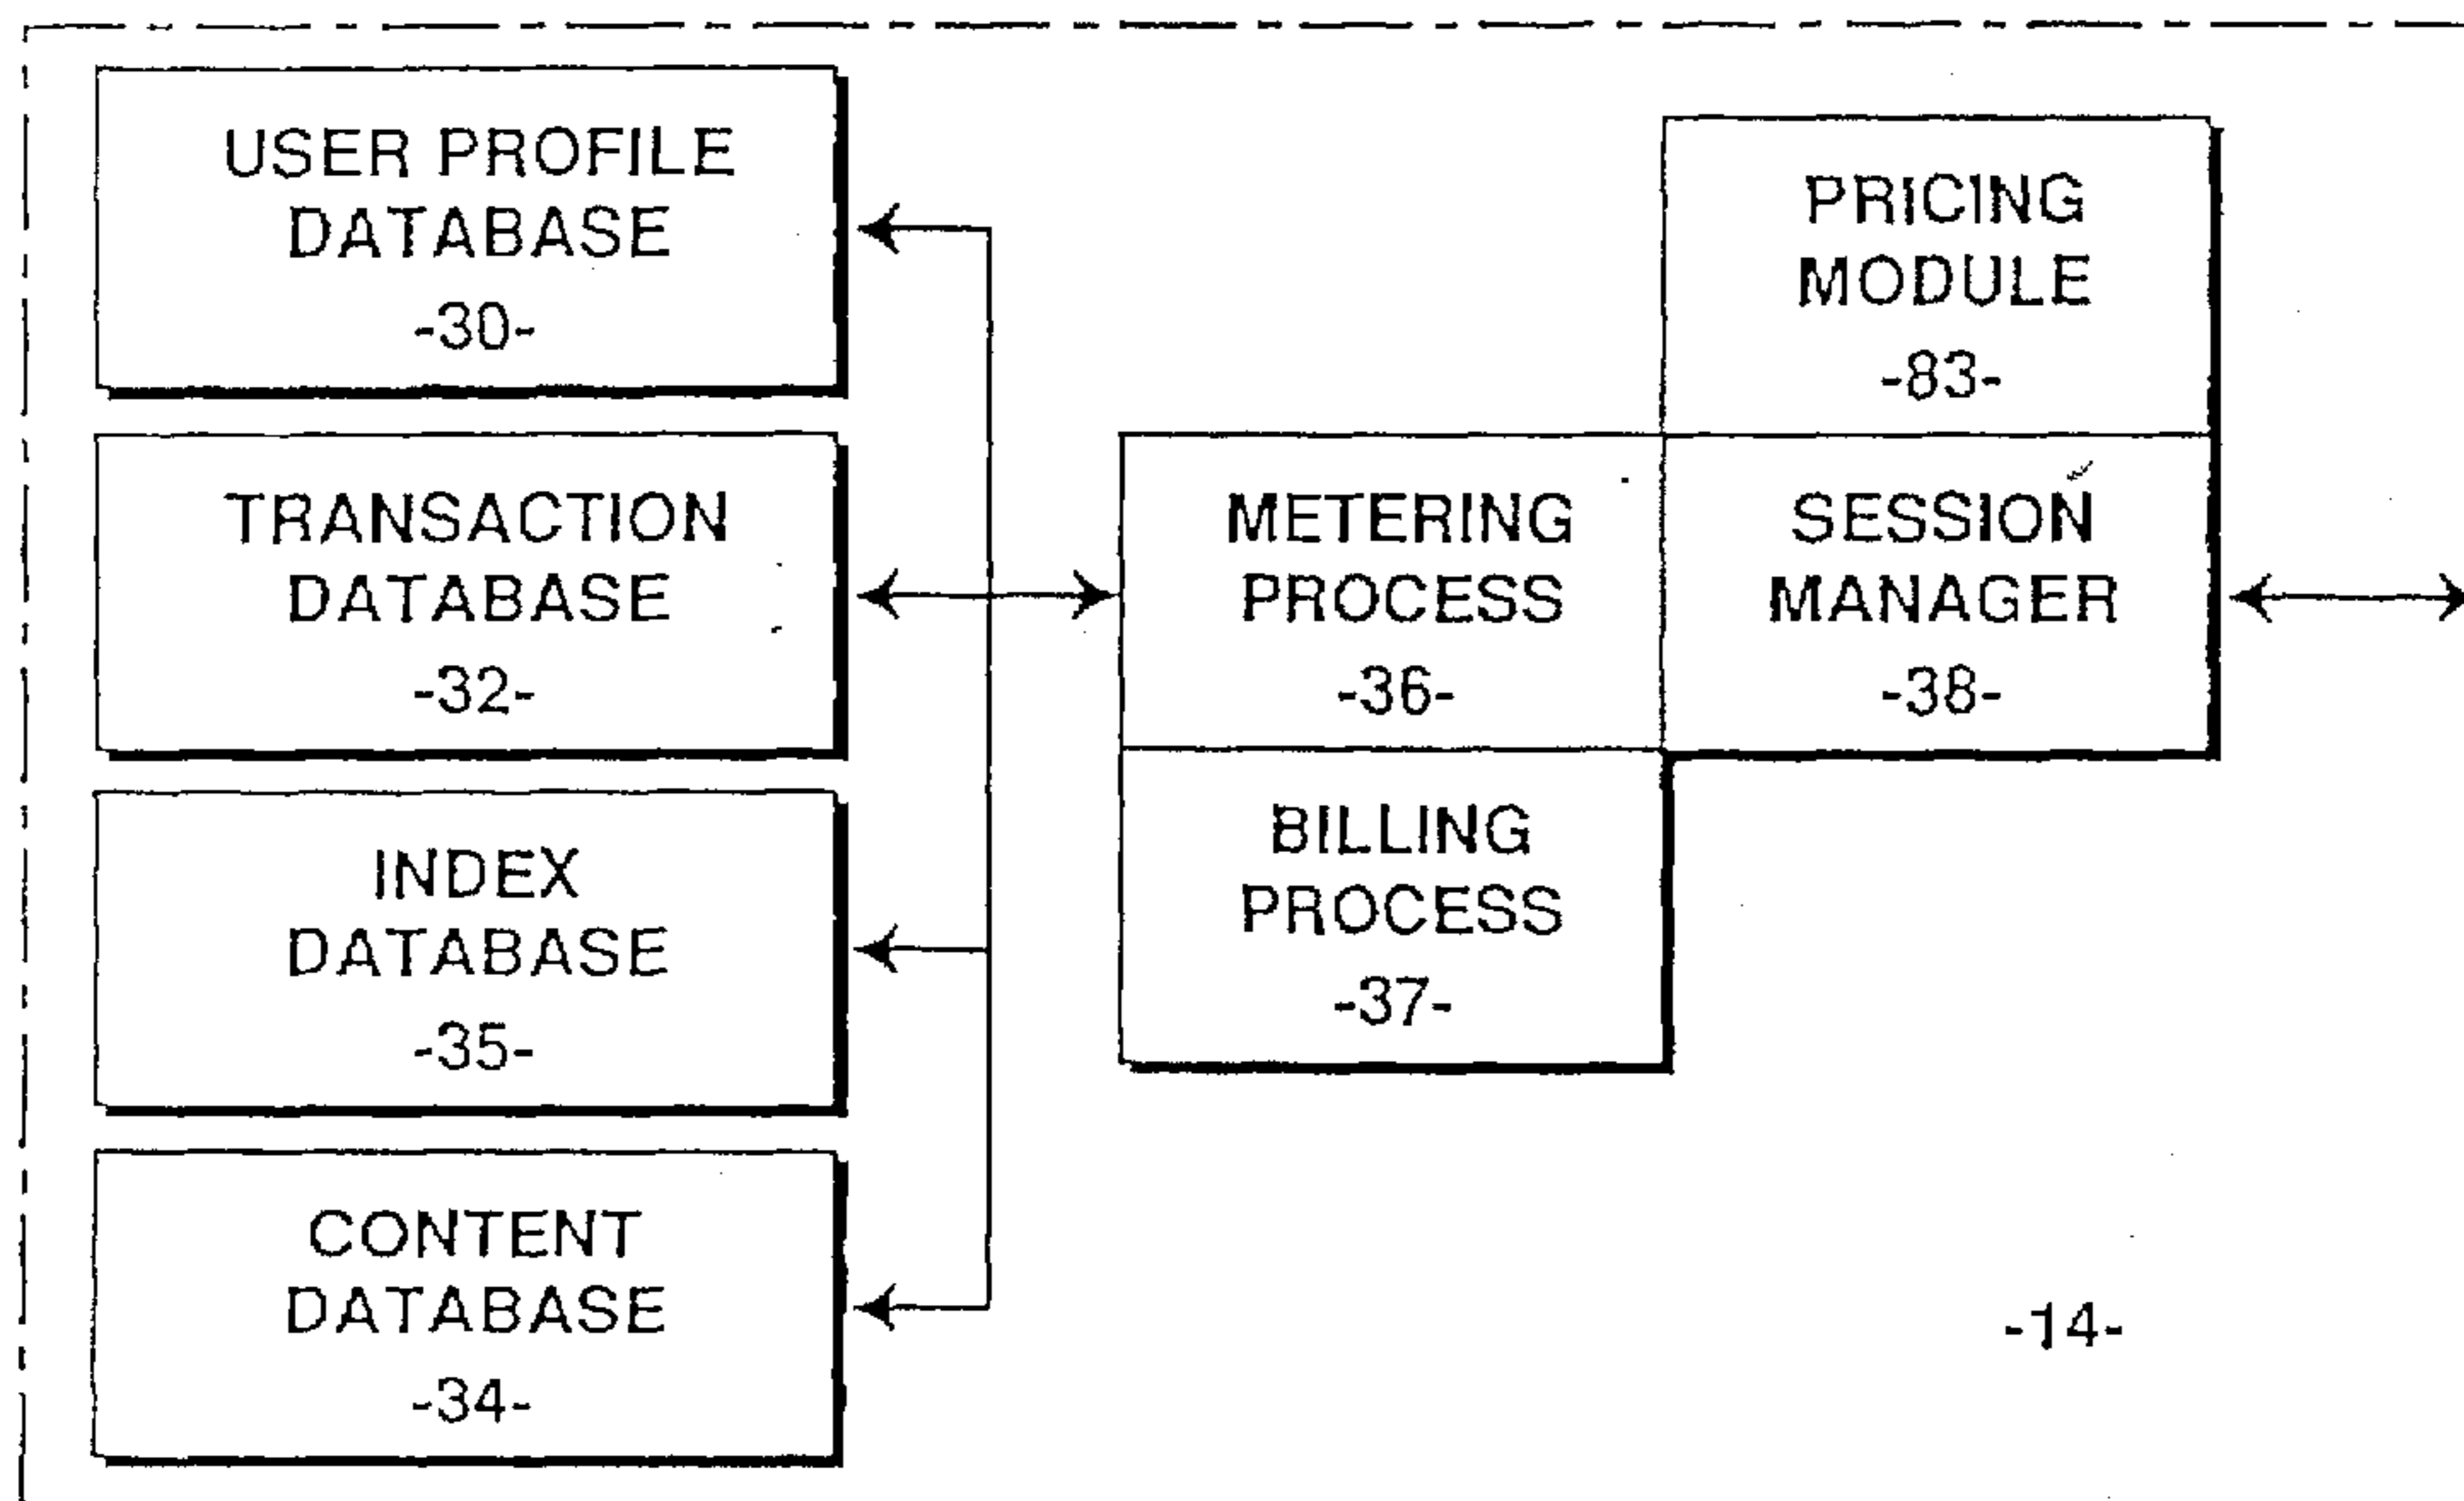 USER PROFILE
DATABASE
-30-
TRANSACTION
DATABASE
-32-
INDEX
DATABASE
-35-
CONTENT
DATABASE
-34-
PRICING
MODULE
-83-
METERING
PROCESS
-36-
SESSION
MANAGER
-38-
BILLING
PROCESS
-37-
-14-